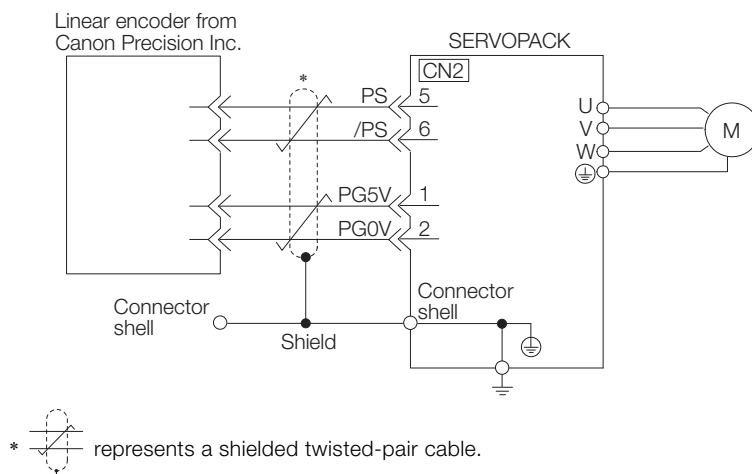 Linear encoder from
Canon Precision Inc.
SERVOPACK
CN2
*
PS 5
/PS 6
PG5V 1
PG0V 2
U
V
W
M
Connector
shell
Shield
Connector
shell
* represents a shielded twisted-pair cable.